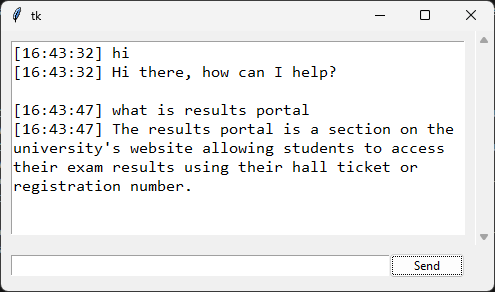 tk
[16:43:32] hi
[16:43:32] Hi there, how can I help?
[16:43:47] what is results portal
[16:43:47] The results portal is a section on the
university's website allowing students to access
their exam results using their hall ticket or
registration number.
Send